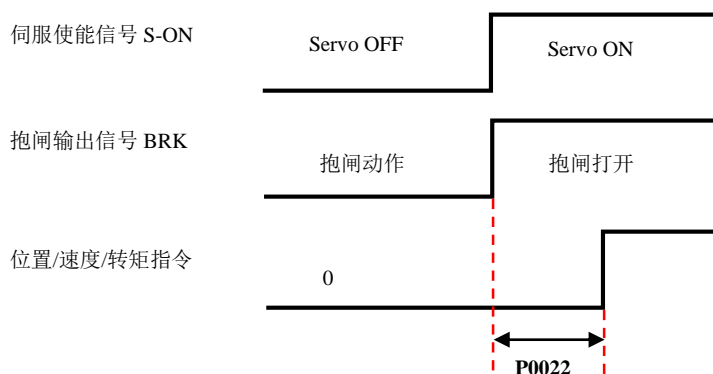 伺服使能信号 S-ON
Servo OFF
Servo ON
抱闸输出信号 BRK
抱闸动作
抱闸打开
位置/速度/转矩指令
0
P0022